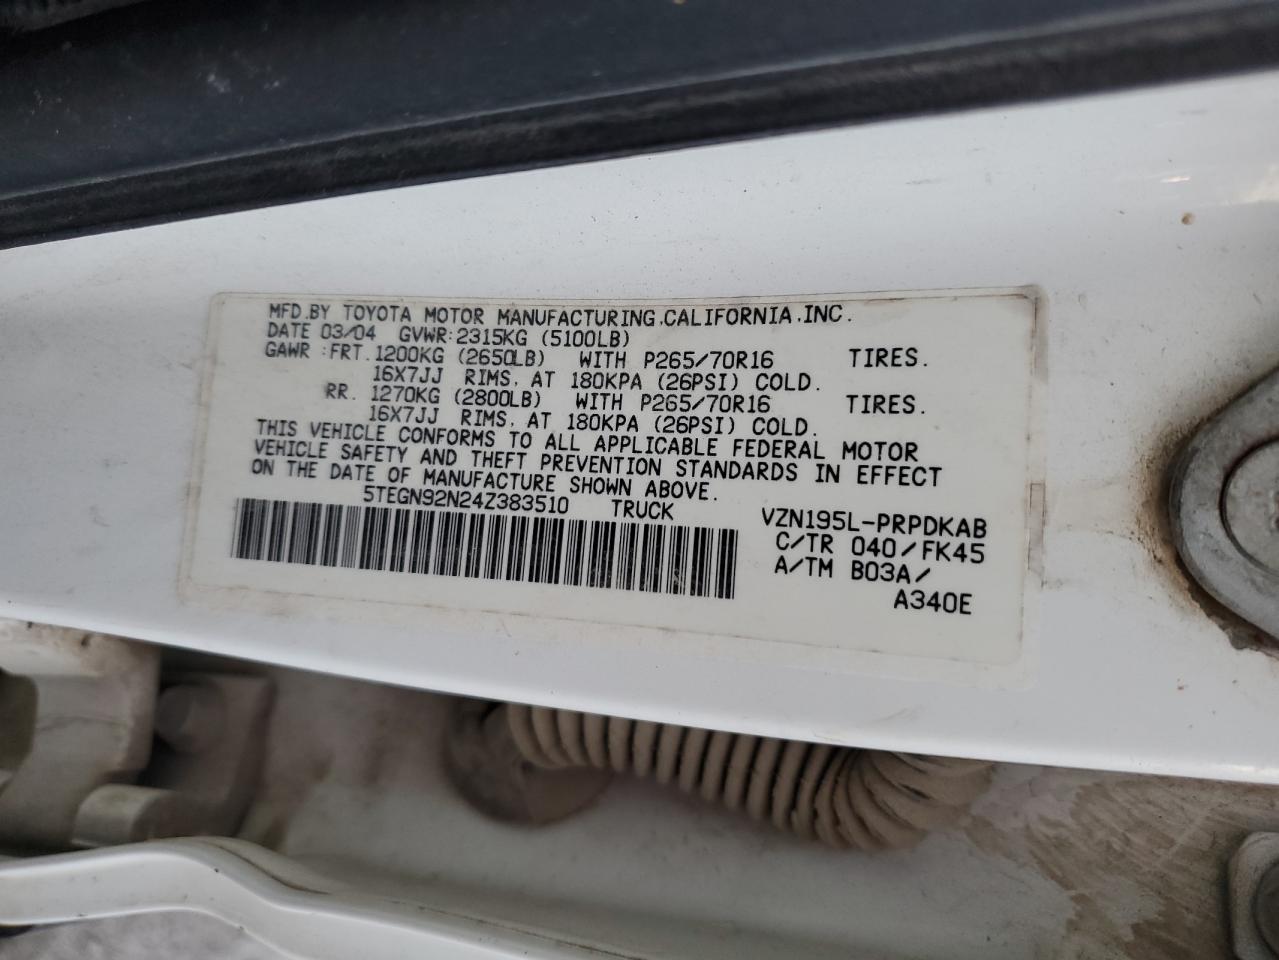 MFD.BY TOYOTA MOTOR MANUFACTURING,CALIFORNIA,INC.
DATE 03/04 GVWR:2315KG (5100LB)
GAWR :FRT.1200KG (2650LB) WITH P265/70R16 TIRES.
16X7JJ RIMS, AT 180KPA (26PSI) COLD.
RR. 1270KG (2800LB) WITH P265/70R16 TIRES.
16X7JJ RIMS, AT 180KPA (26PSI) COLD.
THIS VEHICLE CONFORMS TO ALL APPLICABLE FEDERAL MOTOR
VEHICLE SAFETY AND THEFT PREVENTION STANDARDS IN EFFECT
ON THE DATE OF MANUFACTURE SHOWN ABOVE.
5TEGN92N24Z383510 TRUCK VZN195L-PRPDKAB
C/TR 040/FK45
A/TM B03A/
A340E